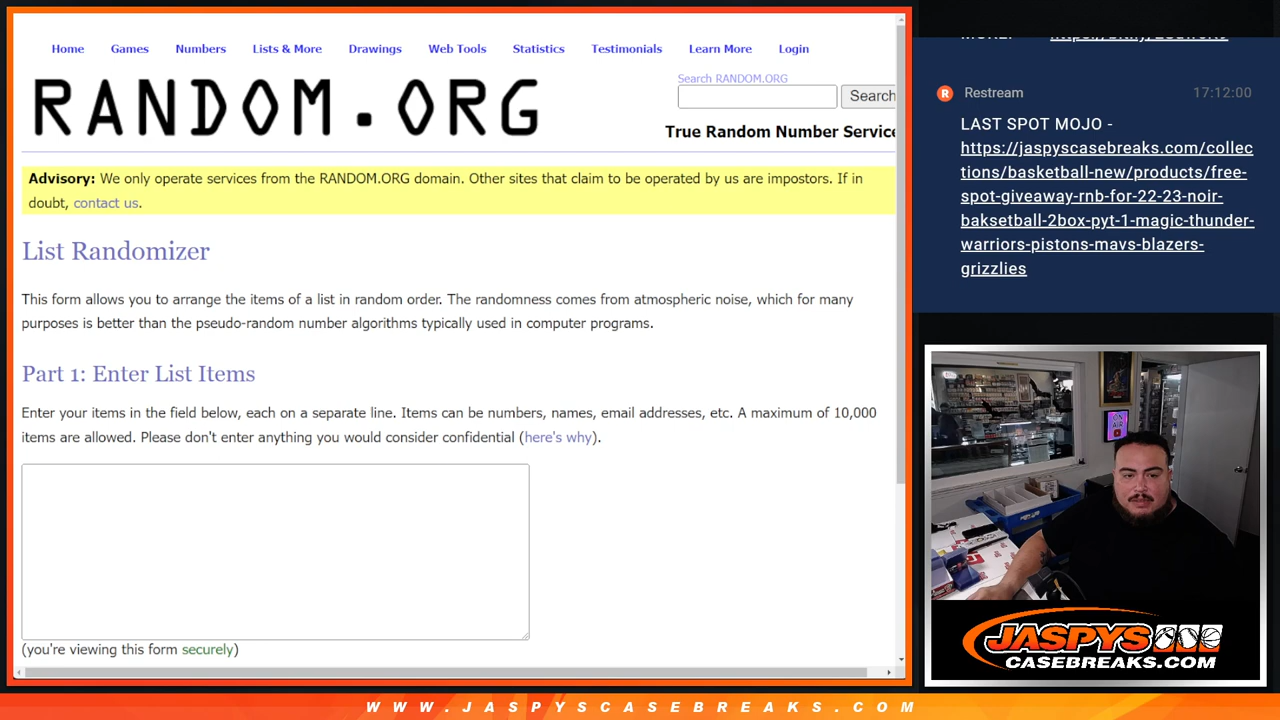 Home Games Numbers Lists & More Drawings Web Tools Statistics Testimonials Learn More Login
RANDOM.ORG
Search RANDOM.ORG
Search
True Random Number Service
Advisory: We only operate services from the RANDOM.ORG domain. Other sites that claim to be operated by us are impostors. If in
doubt, contact us.
List Randomizer
This form allows you to arrange the items of a list in random order. The randomness comes from atmospheric noise, which for many
purposes is better than the pseudo-random number algorithms typically used in computer programs.
Part 1: Enter List Items
Enter your items in the field below, each on a separate line. Items can be numbers, names, email addresses, etc. A maximum of 10,000
items are allowed. Please don't enter anything you would consider confidential (here's why).
(you're viewing this form securely)
R Restream 17:12:00
LAST SPOT MOJO -
https://jaspyscasebreaks.com/collec
tions/basketball-new/products/free-
spot-giveaway-rnb-for-22-23-noir-
baksetball-2box-pyt-1-magic-thunder-
warriors-pistons-mavs-blazers-
grizzlies
ON
AIR
JASPYS
CASEBREAKS.COM
WWW.JASPYSCASEBREAKS.COM